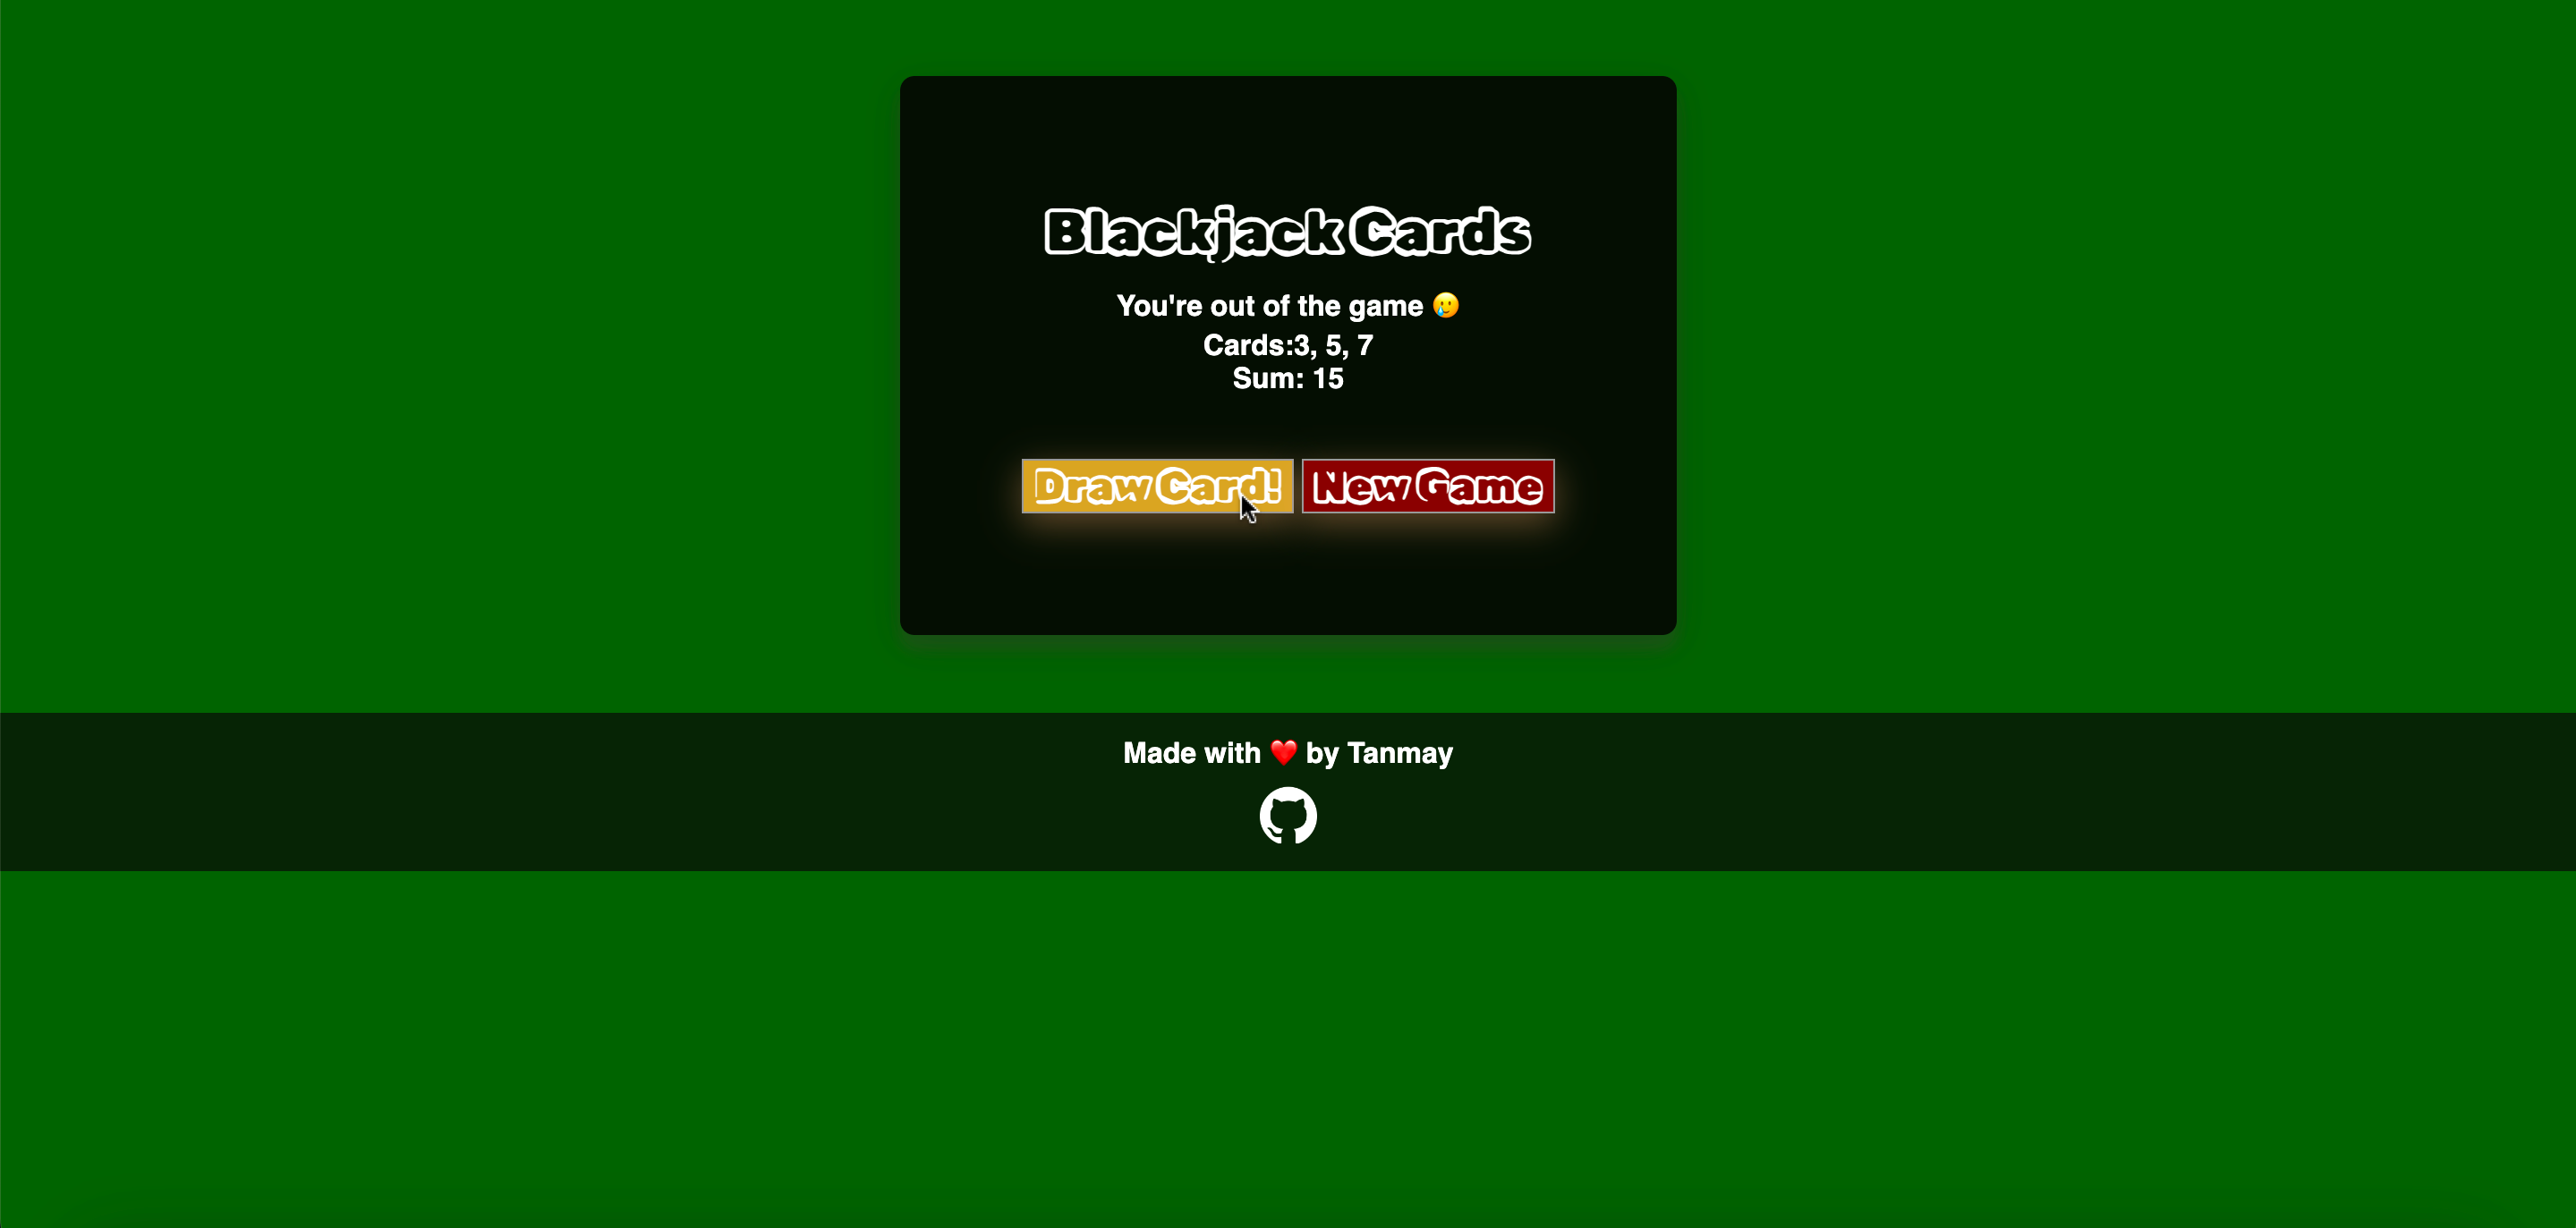 Blackjack Cards
You're out of the game 🥲
Cards:3, 5, 7
Sum: 15
Draw Card! New Game
Made with ❤️ by Tanmay